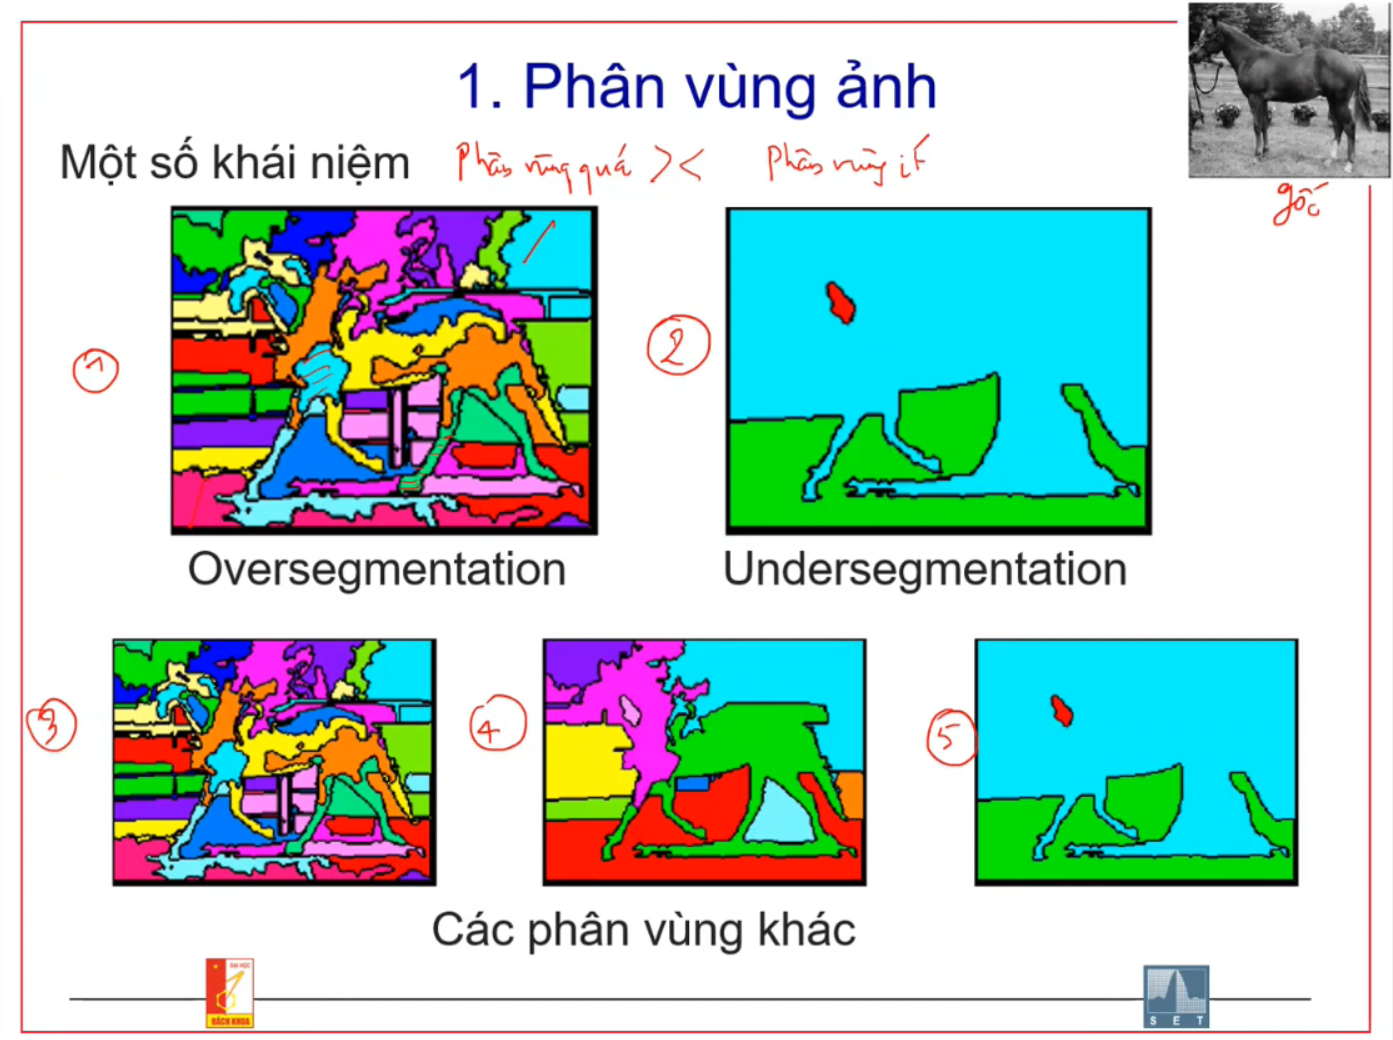 1. Phân vùng ảnh
Một số khái niệm Phân vùng quá >< Phân vùng ít
gốc
1
2
Oversegmentation Undersegmentation
3
4
5
Các phân vùng khác
ĐẠI HỌC
BÁCH KHOA
S E T